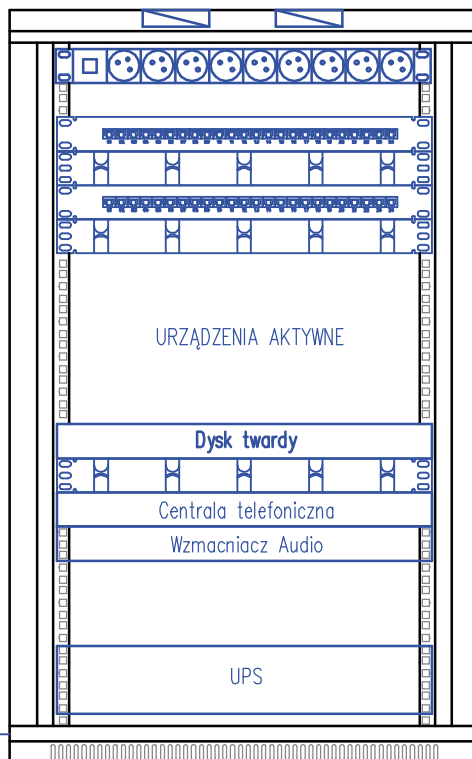 URZĄDZENIA AKTYWNE
Dysk twardy
Centrala telefoniczna
Wzmacniacz Audio
UPS